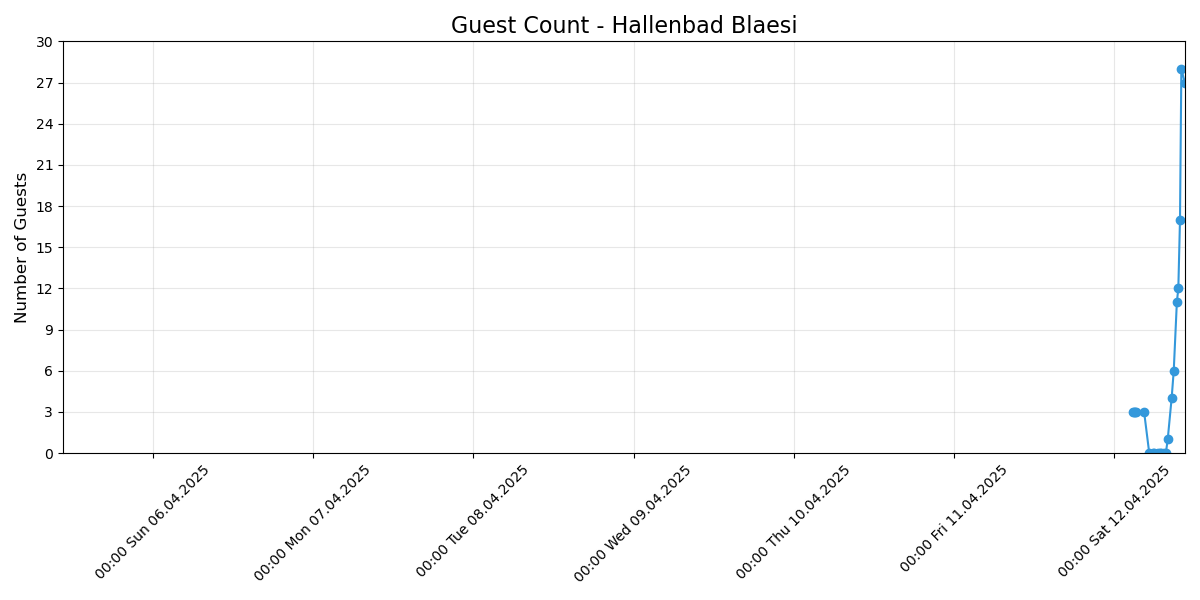 Guest Count - Hallenbad Blaesi
Number of Guests
30
27
24
21
18
15
12
9
6
3
0
00:00 Sun 06.04.2025
00:00 Mon 07.04.2025
00:00 Tue 08.04.2025
00:00 Wed 09.04.2025
00:00 Thu 10.04.2025
00:00 Fri 11.04.2025
00:00 Sat 12.04.2025